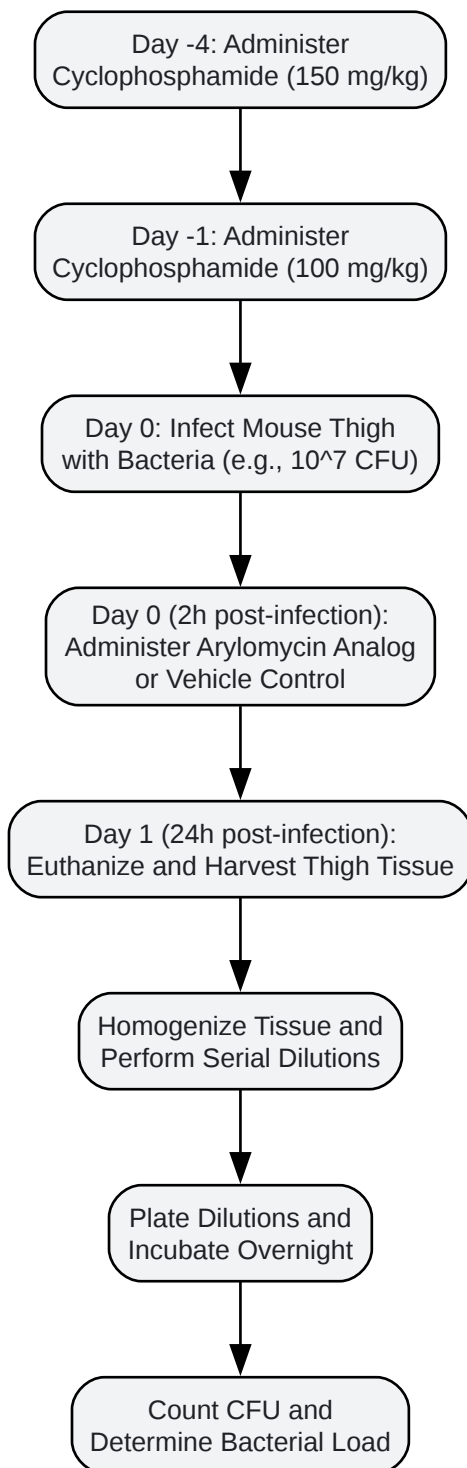 Day -4: Administer
Cyclophosphamide (150 mg/kg)
Day -1: Administer
Cyclophosphamide (100 mg/kg)
Day 0: Infect Mouse Thigh
with Bacteria (e.g., 10^7 CFU)
Day 0 (2h post-infection):
Administer Arylomycin Analog
or Vehicle Control
Day 1 (24h post-infection):
Euthanize and Harvest Thigh Tissue
Homogenize Tissue and
Perform Serial Dilutions
Plate Dilutions and
Incubate Overnight
Count CFU and
Determine Bacterial Load